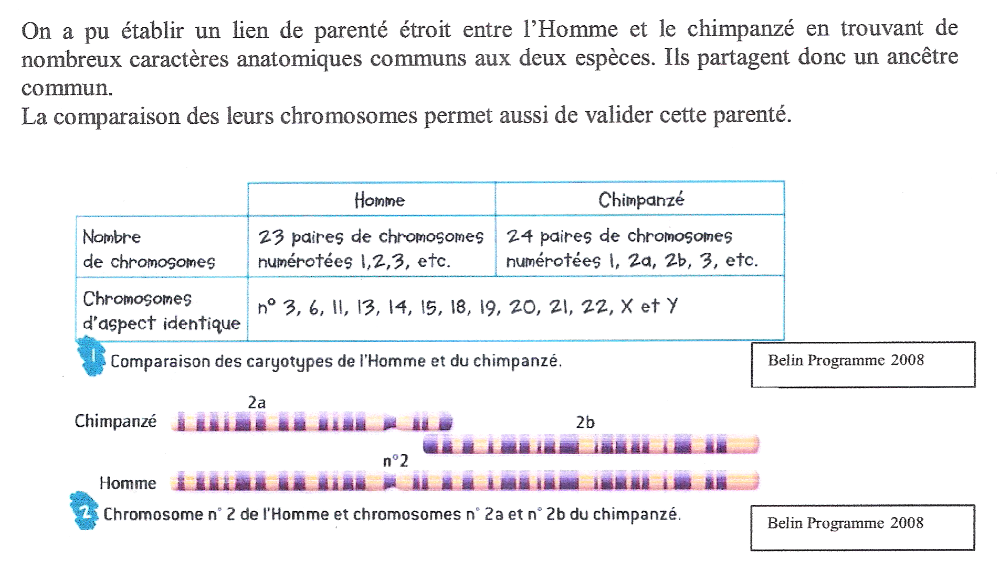 On a pu établir un lien de parenté étroit entre l'Homme et le chimpanzé en trouvant de
nombreux caractères anatomiques communs aux deux espèces. Ils partagent donc un ancêtre
commun.
La comparaison des leurs chromosomes permet aussi de valider cette parenté.
Homme
Chimpanzé
Nombre
de chromosomes
23 paires de chromosomes
numérotées 1,2,3, etc.
24 paires de chromosomes
numérotées 1, 2a, 2b, 3, etc.
Chromosomes
d'aspect identique
n° 3, 6, 11, 13, 14, 15, 18, 19, 20, 21, 22, X et Y
1 Comparaison des caryotypes de l'Homme et du chimpanzé.
Belin Programme 2008
2a
Chimpanzé
2b
n°2
Homme
2 Chromosome n° 2 de l'Homme et chromosomes n° 2a et n° 2b du chimpanzé.
Belin Programme 2008